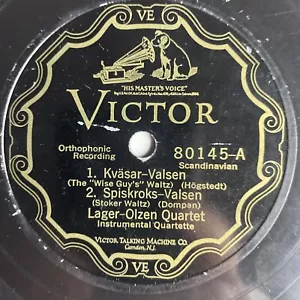 VE
"HIS MASTER'S VOICE"
VICTOR
Orthophonic
Recording
80145-A
Scandinavian
1. Kväsar-Valsen
(The "Wise Guy's" Waltz) (Högstedt)
2. Spiskroks-Valsen
(Stoker Waltz) (Dompan)
Lager-Olzen Quartet
Instrumental Quartette
VICTOR TALKING MACHINE CO.
Camden, N.J.
VE